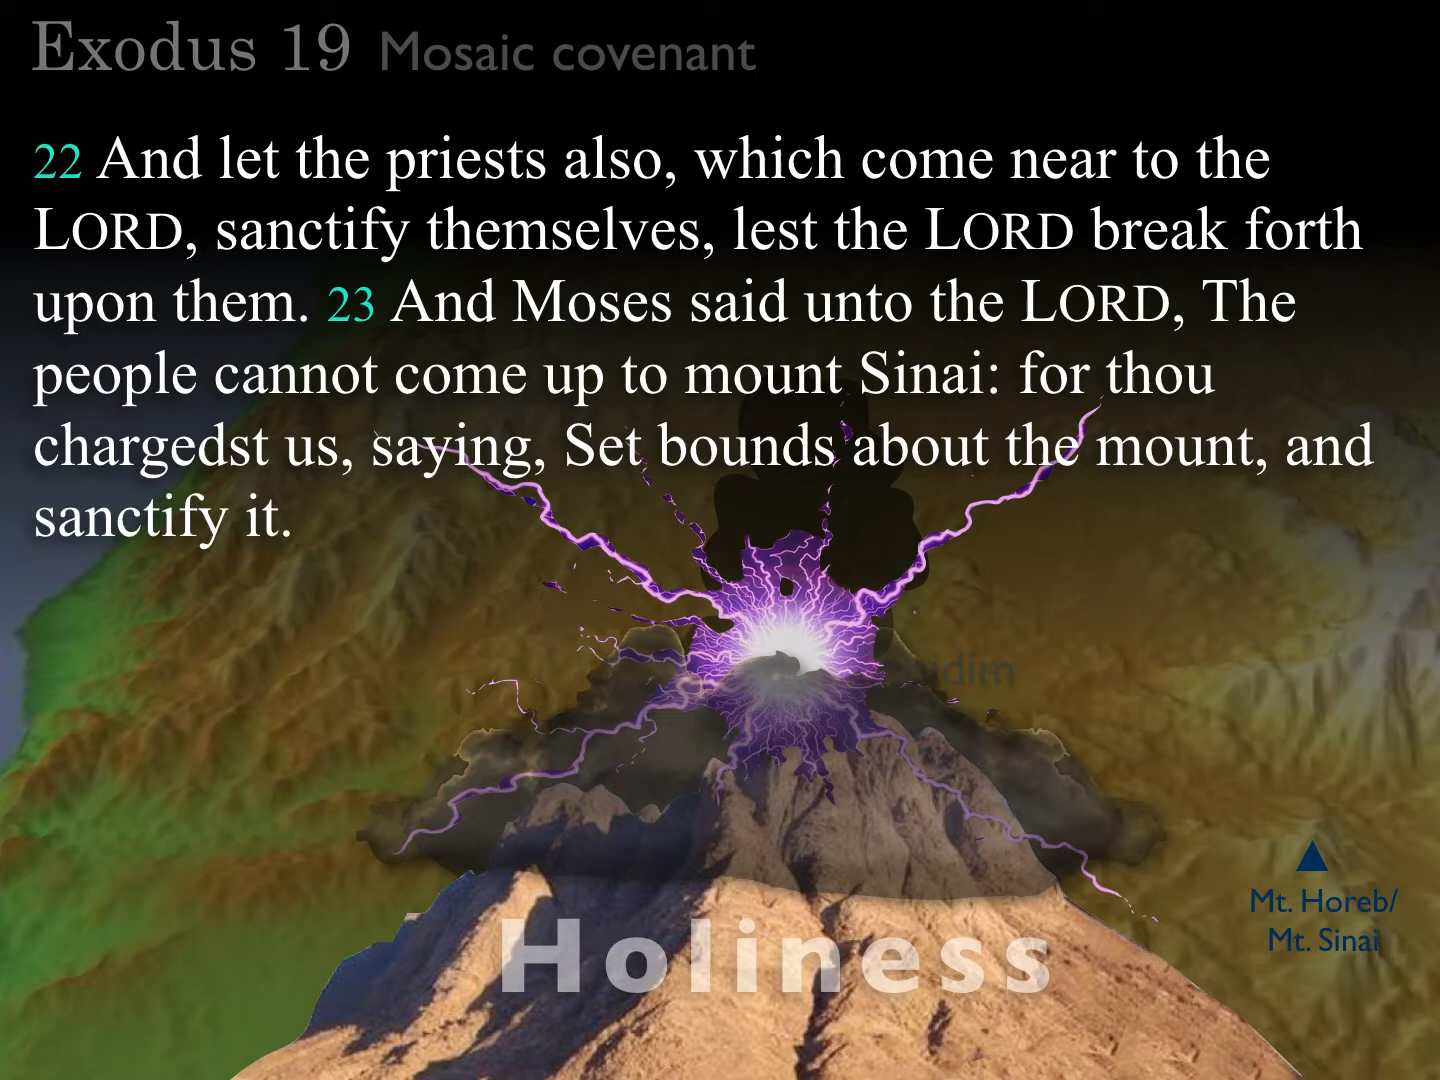 Exodus 19 Mosaic covenant
22 And let the priests also, which come near to the
LORD, sanctify themselves, lest the LORD break forth
upon them. 23 And Moses said unto the LORD, The
people cannot come up to mount Sinai: for thou
chargedst us, saying, Set bounds about the mount, and
sanctify it.
Mt. Horeb/
Mt. Sinai
Holiness